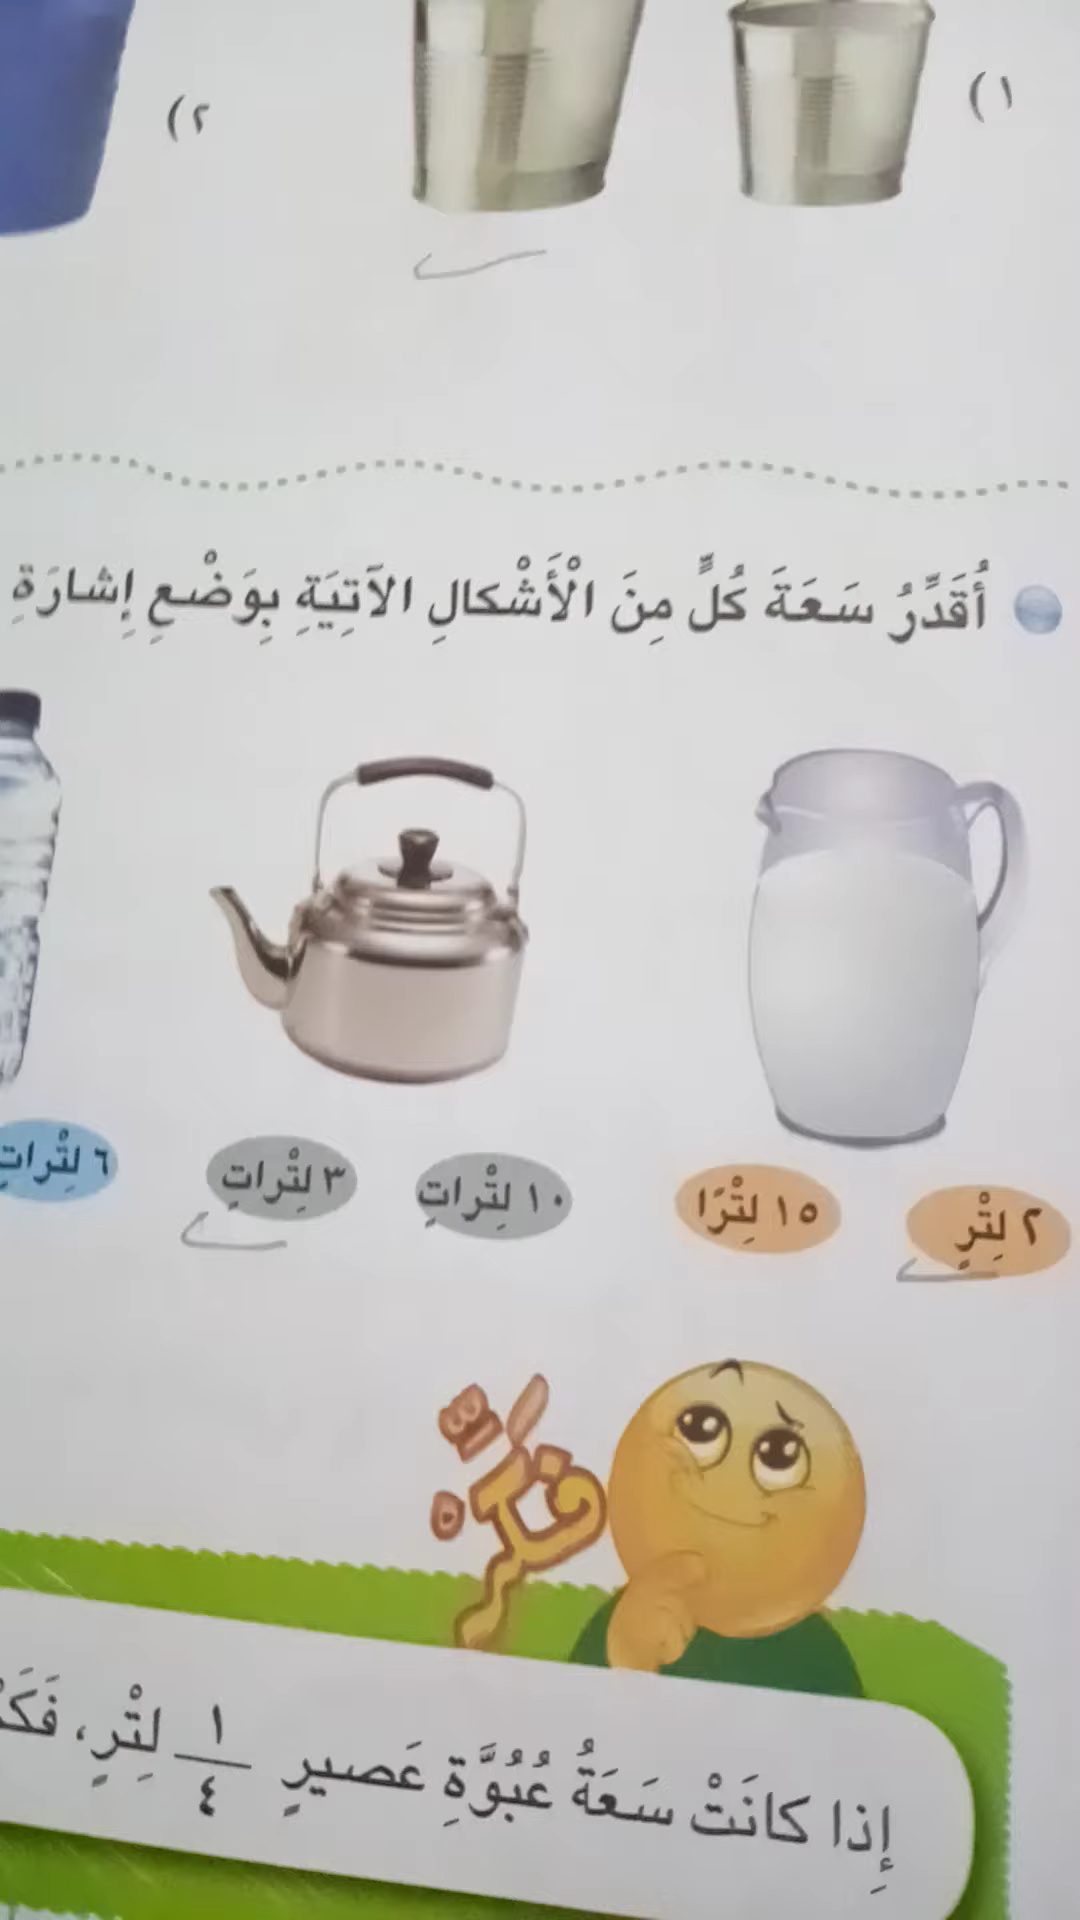 ١) ٢)
أُقَدِّرُ سَعَةَ كُلٍّ مِنَ الْأَشْكالِ الآتِيَةِ بِوَضْعِ إِشارَةِ
٢ لِتْرٍ ١٥ لِتْرًا ١٠ لِتْراتٍ ٣ لِتْراتٍ ٦ لِتْراتٍ
فَكِّرْ
إِذا كانَتْ سَعَةُ عُبُوَّةِ عَصيرٍ ١/٤ لِتْرٍ،